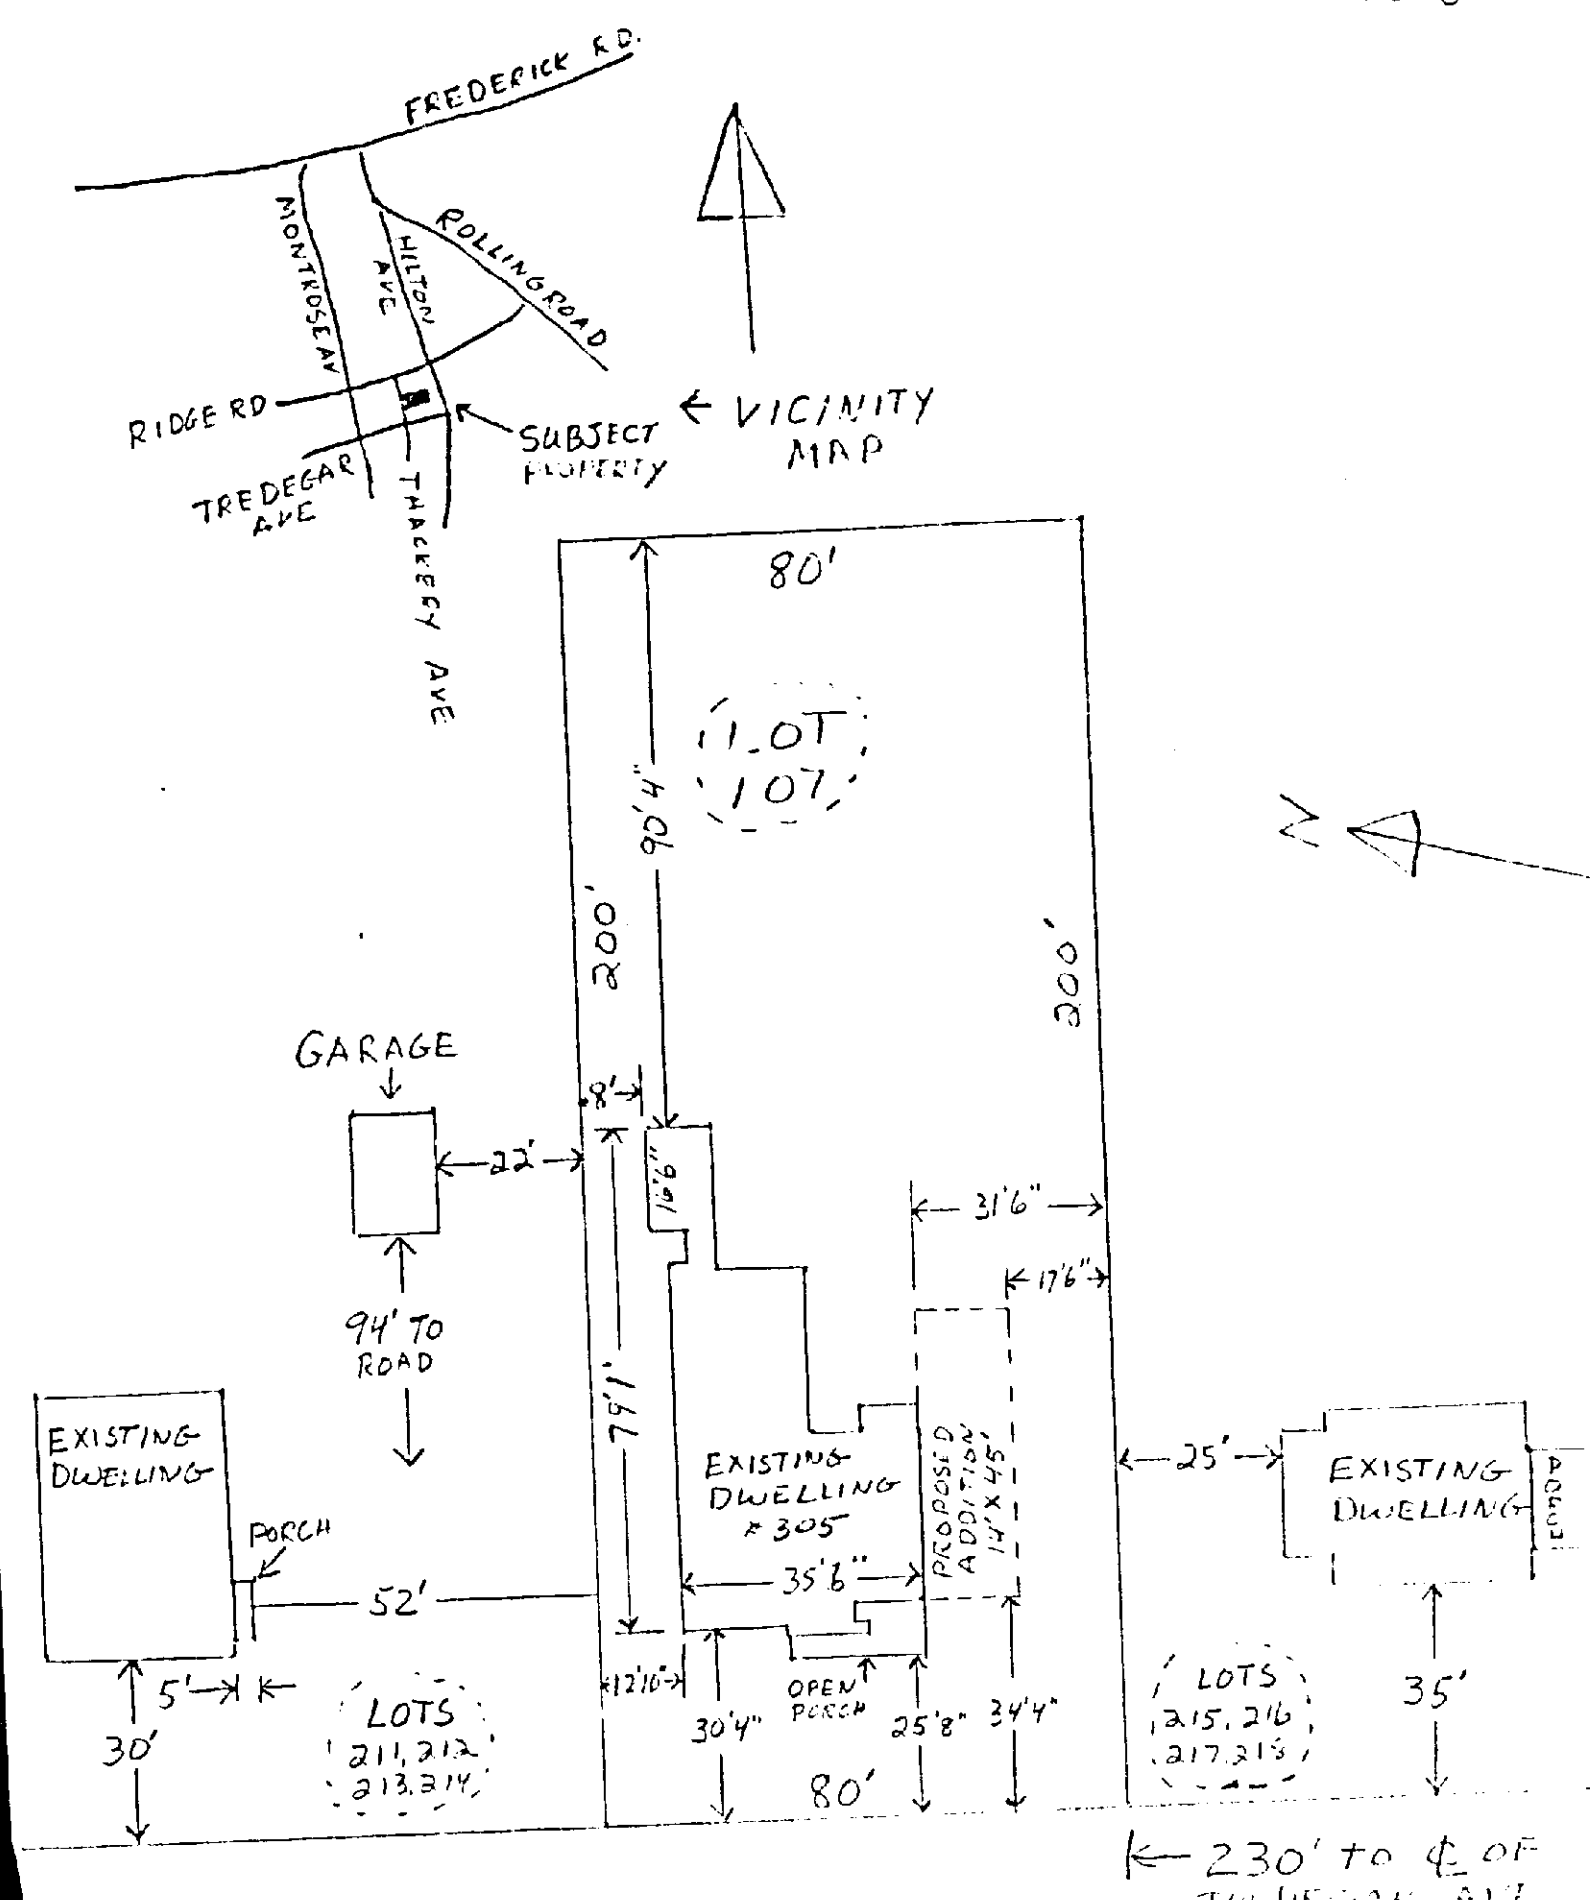 FREDERICK RD.
MONTROSE AV
HILTON
AVE
ROLLING ROAD
RIDGE RD
← VICINITY
MAP
SUBJECT
PROPERTY
TREDEGAR
AVE
THACKERY AVE
80'
LOT
107
90'4"
200'
200'
N
GARAGE
8'
22'
16'6"
31'6"
17'6"
94' TO
ROAD
79'1"
EXISTING
DWELLING
EXISTING
DWELLING
# 305
PROPOSED
ADDITION
14' X 45'
25'
EXISTING
DWELLING
PORCH
PORCH
35'6"
52'
5'
12'10"
OPEN
PORCH
30'
LOTS
211, 212
213, 214
30'4"
25'8"
34'4"
LOTS
215, 216
217, 218
35'
80'
230' TO ℄ OF